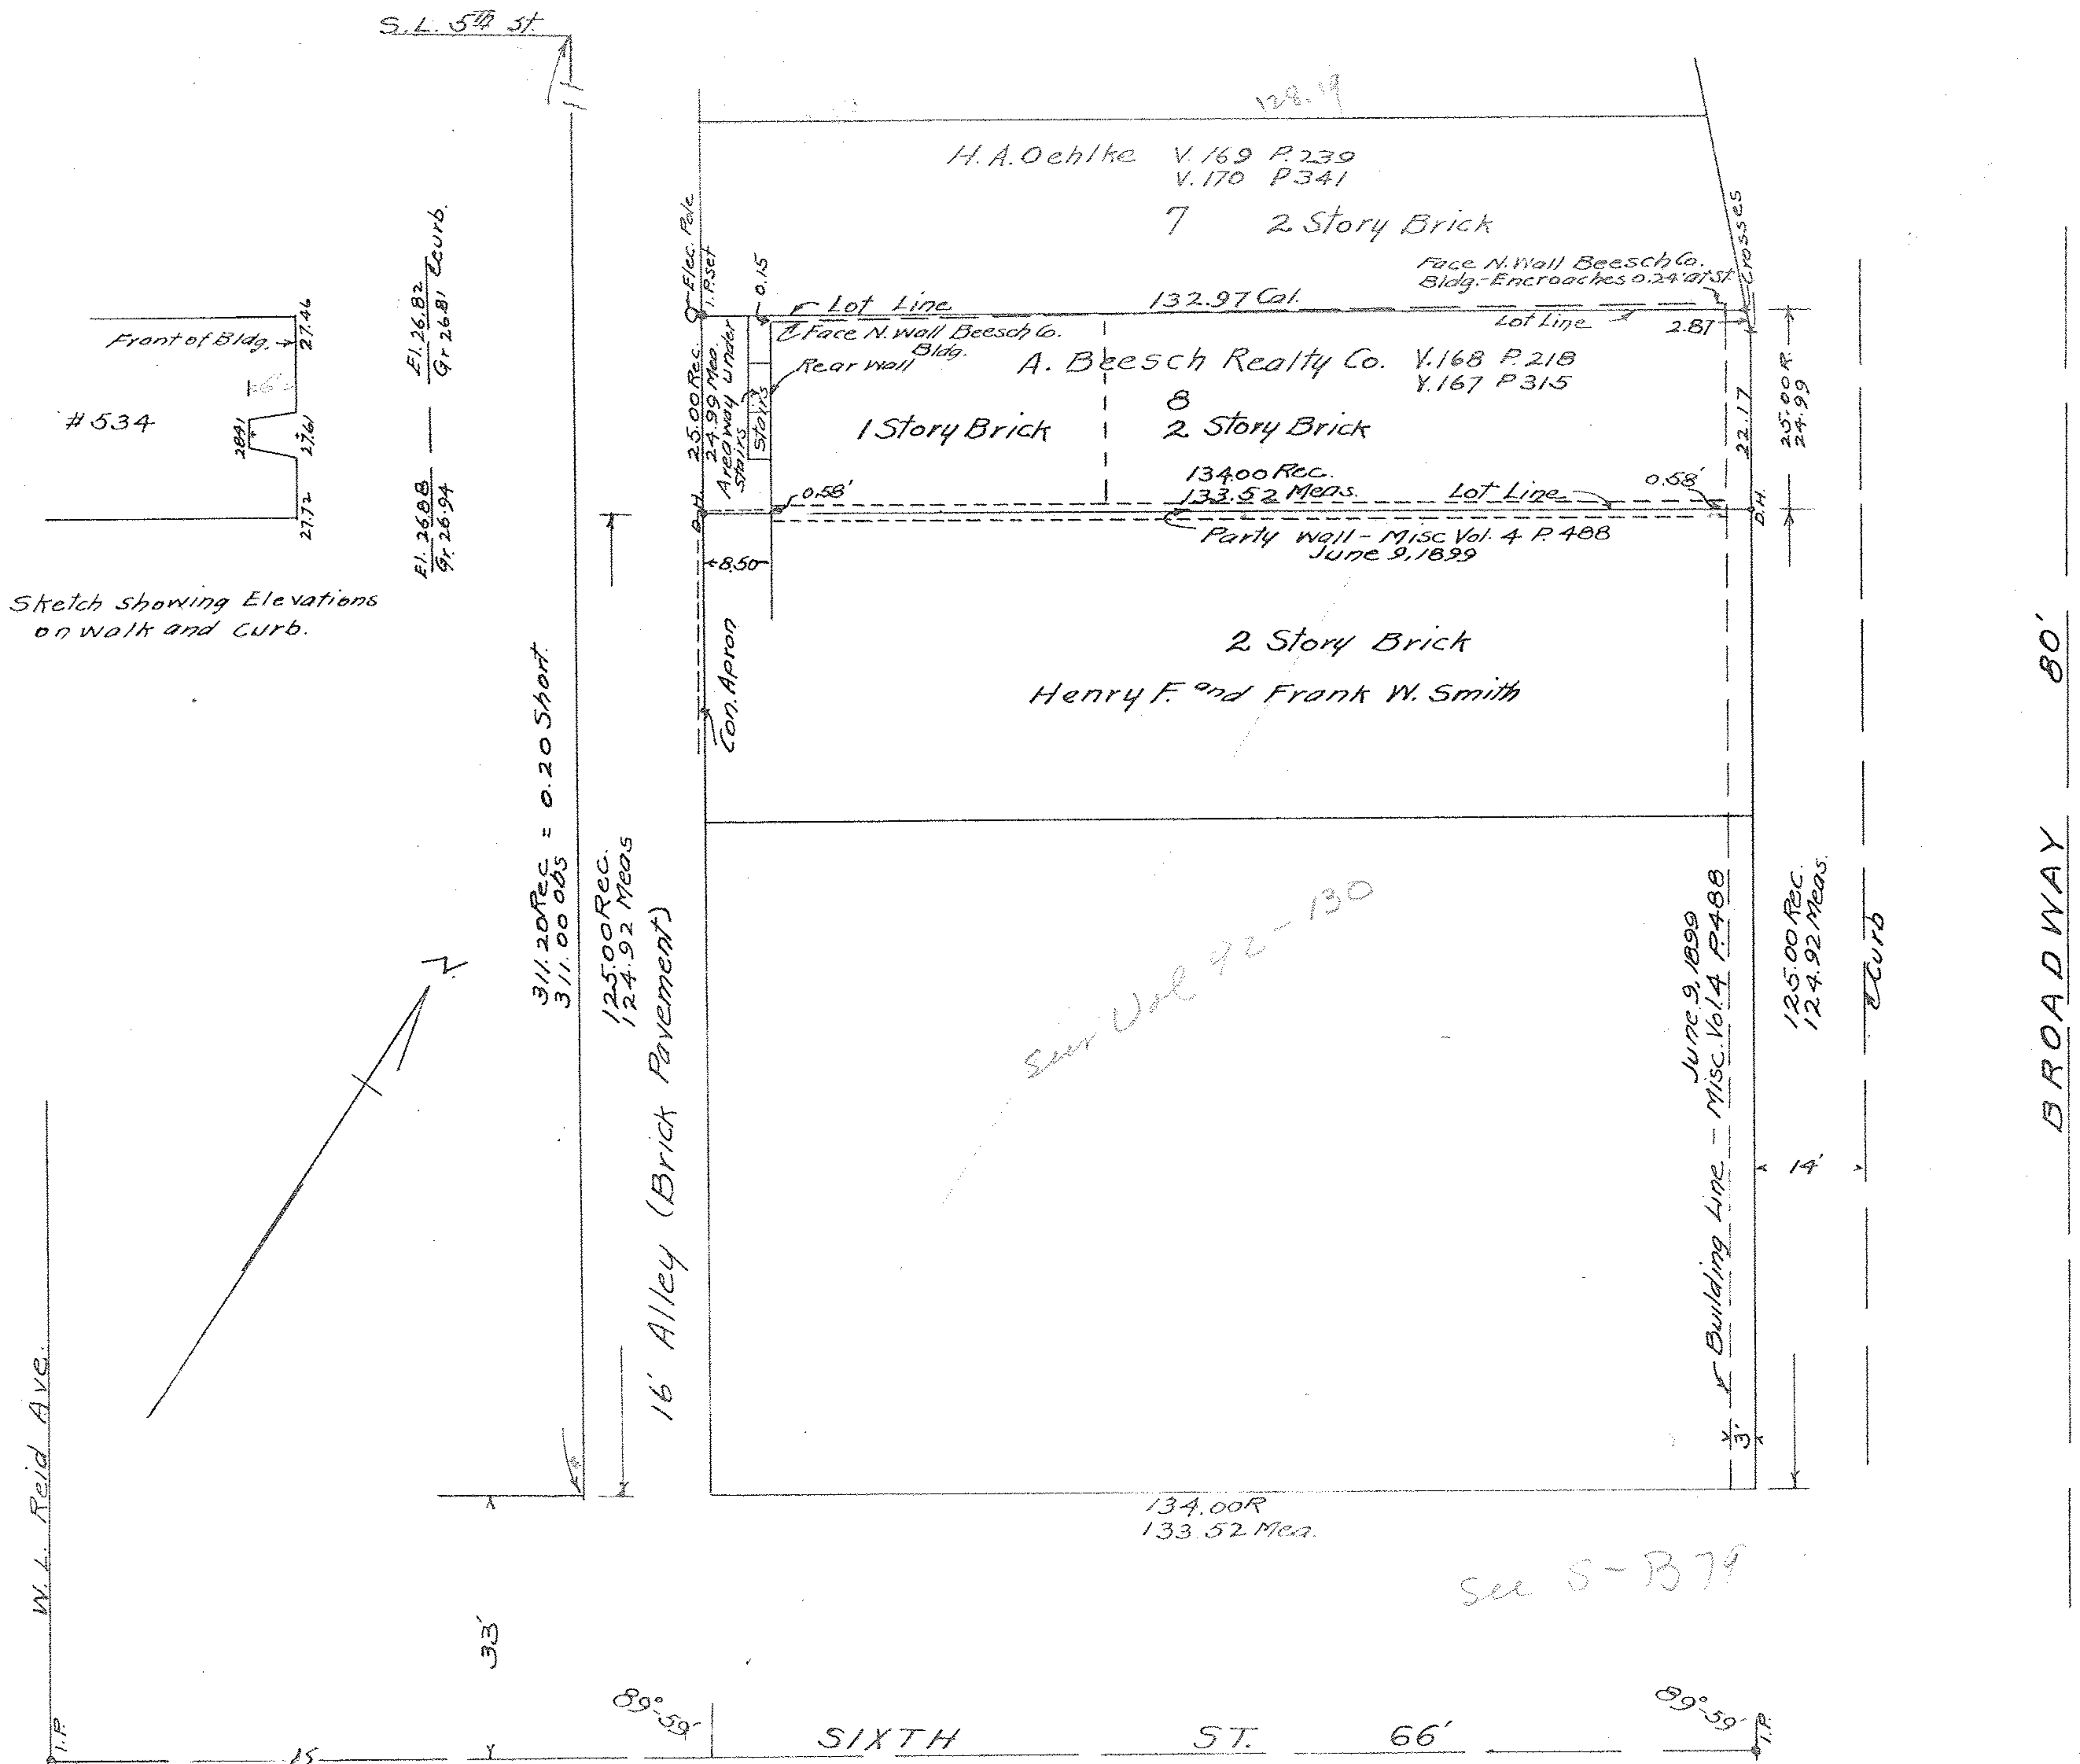 S.L. 5TH St.
128.19
H.A. Oehlke V. 169 P. 239
V. 170 P 341
7 2 Story Brick
Elec. Pole
I.P. set
0.15
Crosses
Face N. Wall Beesch Co.
Bldg.-Encroaches 0.24' at St.
Lot Line
132.97 Cal.
Lot Line
2.87
Face N. Wall Beesch Co.
Bldg.
Rear Wall
A. Beesch Realty Co. V. 168 P. 218
V. 167 P 315
8
1 Story Brick
2 Story Brick
25.00 Rec.
24.99 Mea.
Areaway under
Stairs
Stairs
22.17
25.00 R.
24.99
134.00 Rec.
133.52 Meas.
Lot Line
0.58'
0.58'
D.H.
D.H.
Party Wall - Misc Vol. 4 P. 488
June 9, 1899
8.50
Con. Apron
2 Story Brick
Henry F. and Frank W. Smith
Front of Bldg.
27.46
6'
#534
28.41
27.61
27.72
El. 26.82
Gr 26.81
Curb.
El. 26.88
Gr. 26.94
Sketch Showing Elevations
on Walk and Curb.
311.20 Rec = 0.20 Short.
311.00 Obs
125.00 Rec.
124.92 Meas
16' Alley (Brick Pavement)
N
Vol 92-130
June 9, 1899
Building Line - Misc. Vol. 4 P. 488
125.00 Rec.
124.92 Meas.
Curb
14'
3'
BROADWAY 80'
134.00 R
133.52 Mea.
See S-B 79
W. L. Reid Ave.
33'
I.P.
15
89°-59'
SIXTH ST. 66'
89°-59'
I.P.